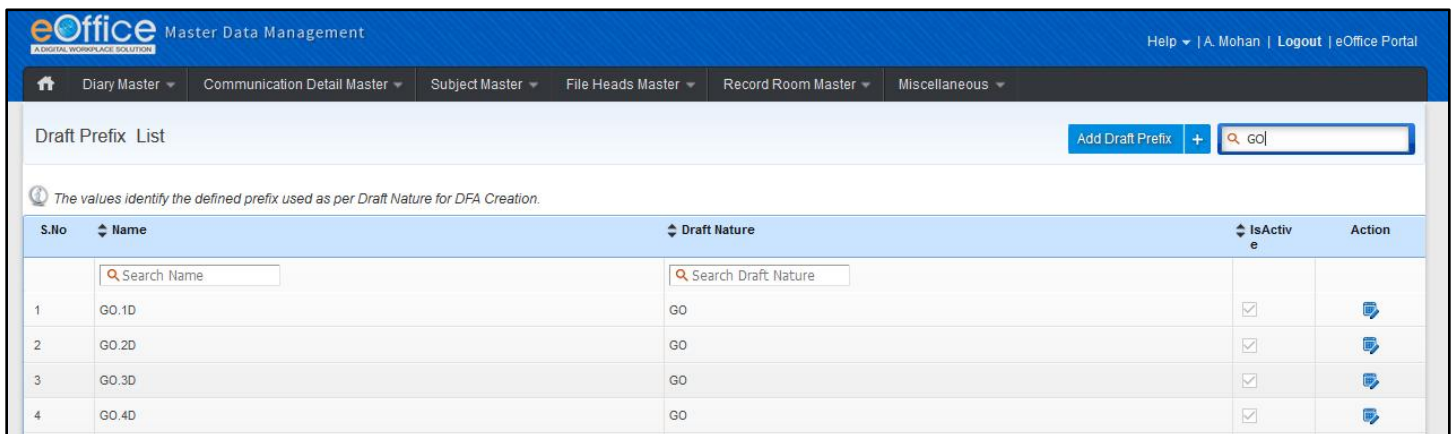 eOffice Master Data Management
A DIGITAL WORKPLACE SOLUTION
Help | A. Mohan | Logout | eOffice Portal
Diary Master Communication Detail Master Subject Master File Heads Master Record Room Master Miscellaneous
Draft Prefix List Add Draft Prefix + GO
The values identify the defined prefix used as per Draft Nature for DFA Creation.
S.No Name Draft Nature IsActiv Action
e
Search Name Search Draft Nature
1 GO.1D GO
2 GO.2D GO
3 GO.3D GO
4 GO.4D GO